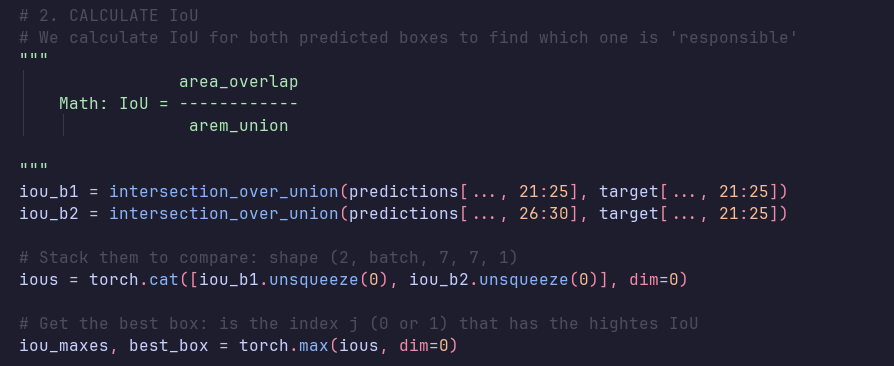 # 2. CALCULATE IoU
# We calculate IoU for both predicted boxes to find which one is 'responsible'
"""
area_overlap
Math: IoU = ------------
arem_union
"""
iou_b1 = intersection_over_union(predictions[..., 21:25], target[..., 21:25])
iou_b2 = intersection_over_union(predictions[..., 26:30], target[..., 21:25])
# Stack them to compare: shape (2, batch, 7, 7, 1)
ious = torch.cat([iou_b1.unsqueeze(0), iou_b2.unsqueeze(0)], dim=0)
# Get the best box: is the index j (0 or 1) that has the hightes IoU
iou_maxes, best_box = torch.max(ious, dim=0)